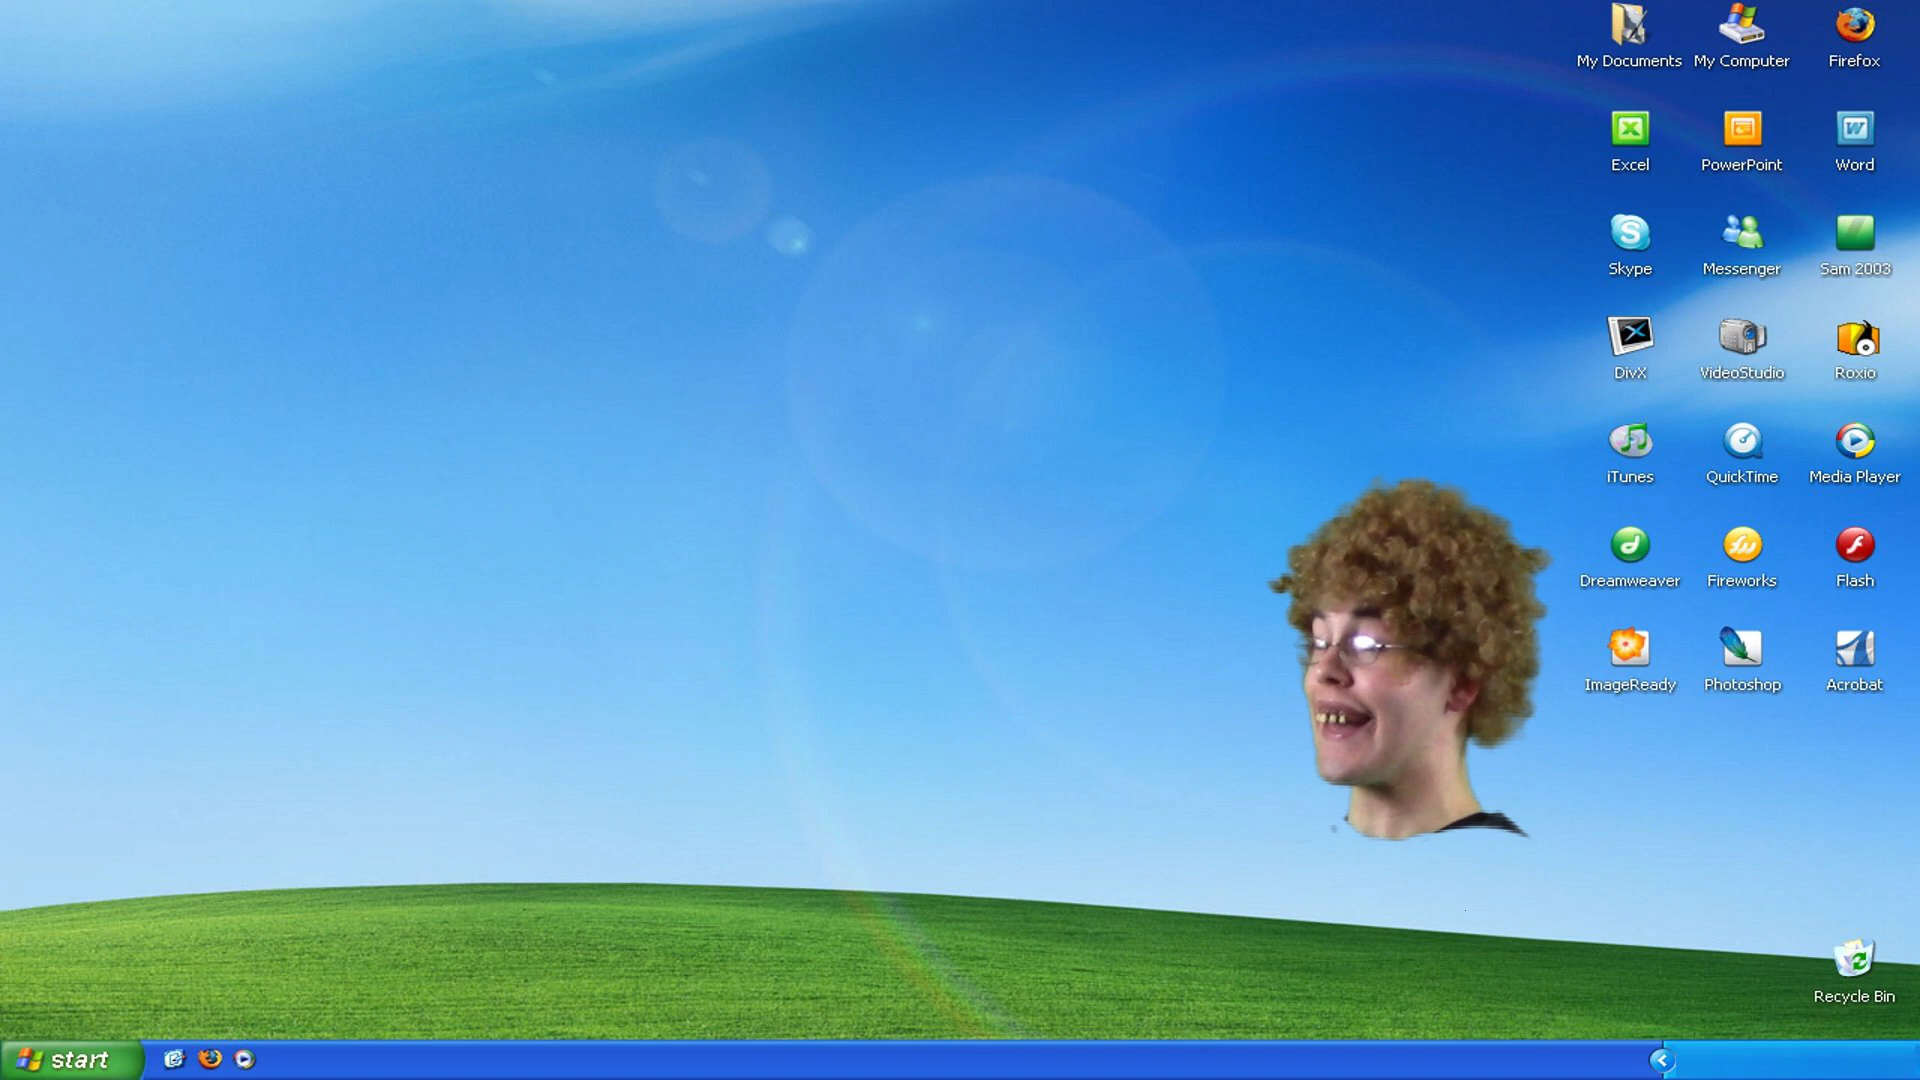 My Documents My Computer Firefox
Excel PowerPoint Word
Skype Messenger Sam 2003
DivX VideoStudio Roxio
iTunes QuickTime Media Player
Dreamweaver Fireworks Flash
ImageReady Photoshop Acrobat
Recycle Bin
start